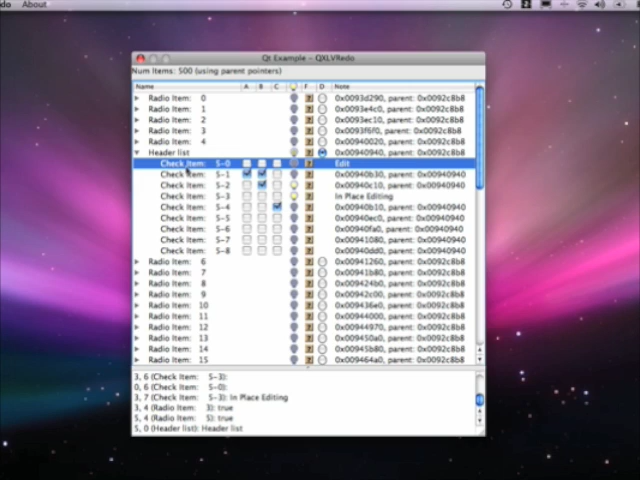 do About
Qt Example - QXLVRedo
Num Items: 500 (using parent pointers)
Name A B C F D Note
Radio Item: 0 0x0093d290, parent: 0x0092c8b8
Radio Item: 1 0x0093e4c0, parent: 0x0092c8b8
Radio Item: 2 0x0093ec10, parent: 0x0092c8b8
Radio Item: 3 0x0093f6f0, parent: 0x0092c8b8
Radio Item: 4 0x00940020, parent: 0x0092c8b8
Header list 0x00940940, parent: 0x0092c8b8
Check Item: 5-0 Edit
Check Item: 5-1 0x00940b30, parent: 0x00940940
Check Item: 5-2 0x00940c10, parent: 0x00940940
Check Item: 5-3 In Place Editing
Check Item: 5-4 0x00940b10, parent: 0x00940940
Check Item: 5-5 0x00940ec0, parent: 0x00940940
Check Item: 5-6 0x00940fa0, parent: 0x00940940
Check Item: 5-7 0x00941080, parent: 0x00940940
Check Item: 5-8 0x00940dd0, parent: 0x00940940
Radio Item: 6 0x00941260, parent: 0x0092c8b8
Radio Item: 7 0x00941b80, parent: 0x0092c8b8
Radio Item: 8 0x009424b0, parent: 0x0092c8b8
Radio Item: 9 0x00942c00, parent: 0x0092c8b8
Radio Item: 10 0x009436e0, parent: 0x0092c8b8
Radio Item: 11 0x00944000, parent: 0x0092c8b8
Radio Item: 12 0x00944970, parent: 0x0092c8b8
Radio Item: 13 0x009450a0, parent: 0x0092c8b8
Radio Item: 14 0x00945b80, parent: 0x0092c8b8
Radio Item: 15 0x009464a0, parent: 0x0092c8b8
3, 6 (Check Item: 5-3):
0, 6 (Check Item: 5-0):
3, 7 (Check Item: 5-3): In Place Editing
3, 4 (Radio Item: 3): true
5, 4 (Radio Item: 5): true
5, 0 (Header list): Header list